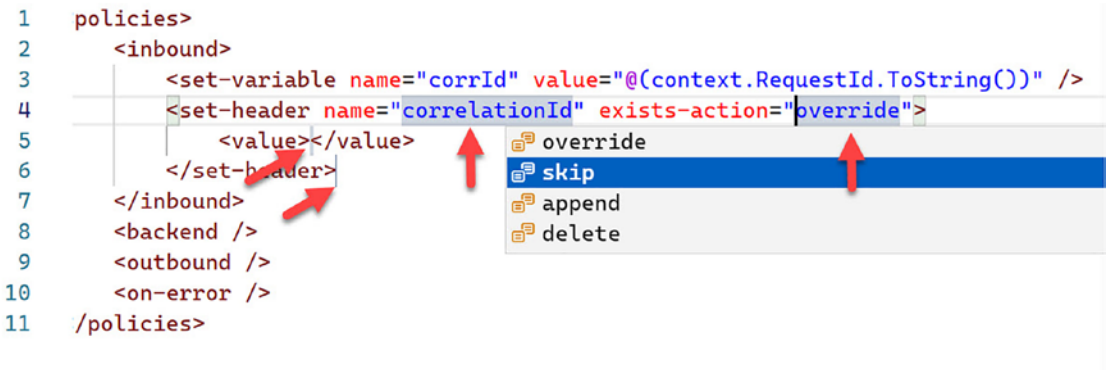 1 policies>
2 <inbound>
3 <set-variable name="corrId" value="@(context.RequestId.ToString())" />
4 <set-header name="correlationId" exists-action="override">
5 <value></value>
override
6 </set-header>
skip
7 </inbound>
append
8 <backend />
delete
9 <outbound />
10 <on-error />
11 /policies>